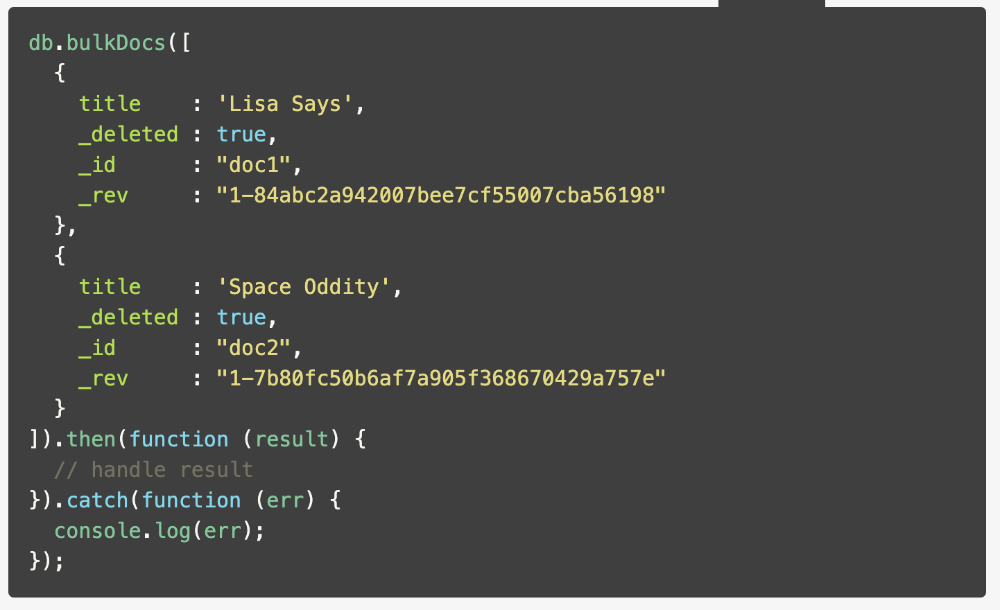 db.bulkDocs([
  {
    title    : 'Lisa Says',
    _deleted : true,
    _id      : "doc1",
    _rev     : "1-84abc2a942007bee7cf55007cba56198"
  },
  {
    title    : 'Space Oddity',
    _deleted : true,
    _id      : "doc2",
    _rev     : "1-7b80fc50b6af7a905f368670429a757e"
  }
]).then(function (result) {
  // handle result
}).catch(function (err) {
  console.log(err);
});